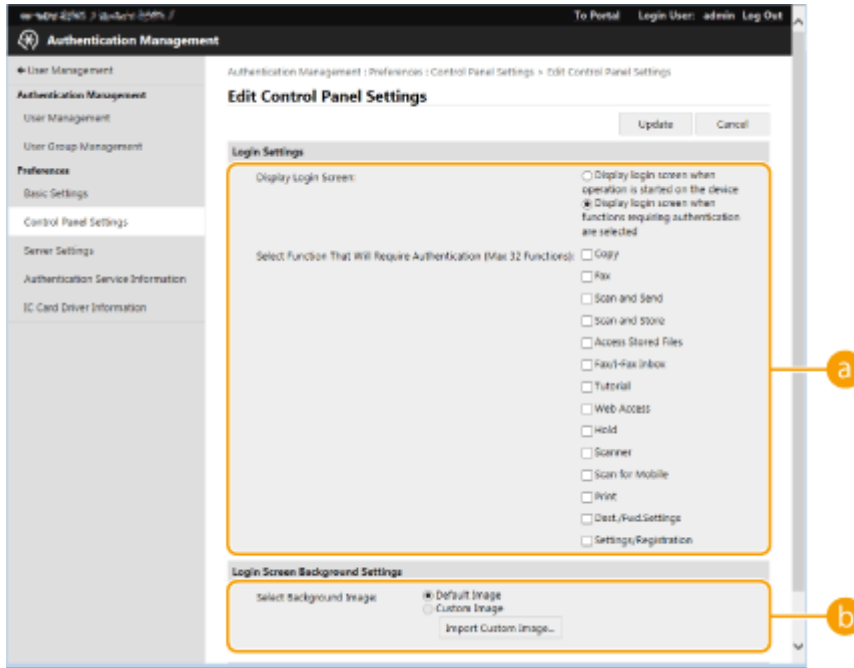 To Portal Login User: admin Log Out
Authentication Management
User Management
Authentication Management : Preferences : Control Panel Settings > Edit Control Panel Settings
Authentication Management
Edit Control Panel Settings
User Management
Update Cancel
User Group Management
Login Settings
Preferences
Display Login Screen:
Display login screen when
operation is started on the device
Display login screen when
functions requiring authentication
are selected
Basic Settings
Control Panel Settings
Server Settings
Authentication Service Information
IC Card Driver Information
Select Function That Will Require Authentication (Max 32 Functions):
Copy
Fax
Scan and Send
Scan and Store
Access Stored Files
Fax/I-Fax Inbox
Tutorial
Web Access
Hold
Scanner
Scan for Mobile
Print
Dest./Fwd.Settings
Settings/Registration
a
Login Screen Background Settings
Select Background Image:
Default Image
Custom Image
Import Custom Image...
b